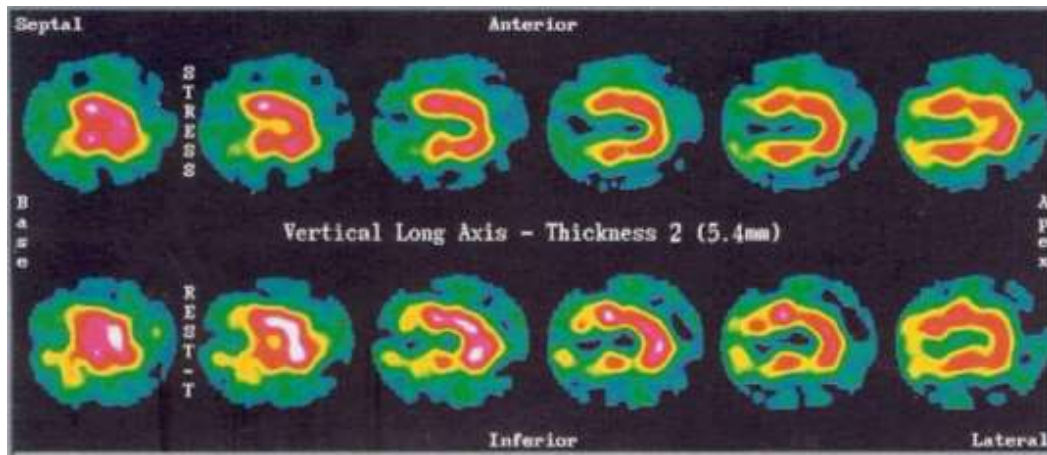 Septal
Anterior
STRESS
Base
Apex
Vertical Long Axis - Thickness 2 (5.4mm)
REST-T
Inferior
Lateral